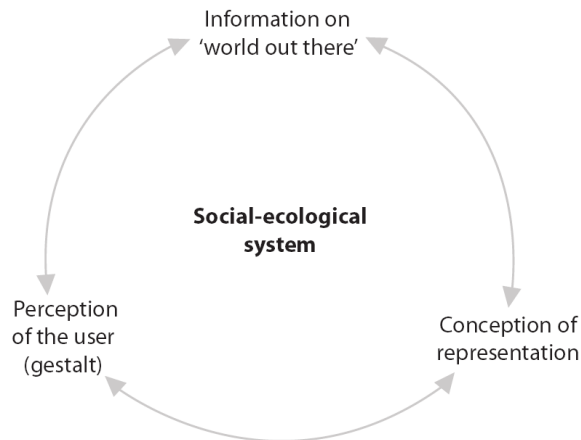 Information on
‘world out there’
Social-ecological
system
Perception
of the user
(gestalt)
Conception of
representation